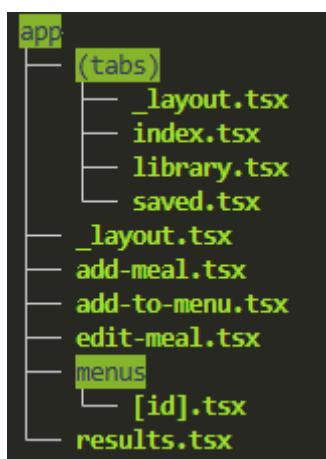 app
(tabs)
_layout.tsx
index.tsx
library.tsx
saved.tsx
_layout.tsx
add-meal.tsx
add-to-menu.tsx
edit-meal.tsx
menus
[id].tsx
results.tsx